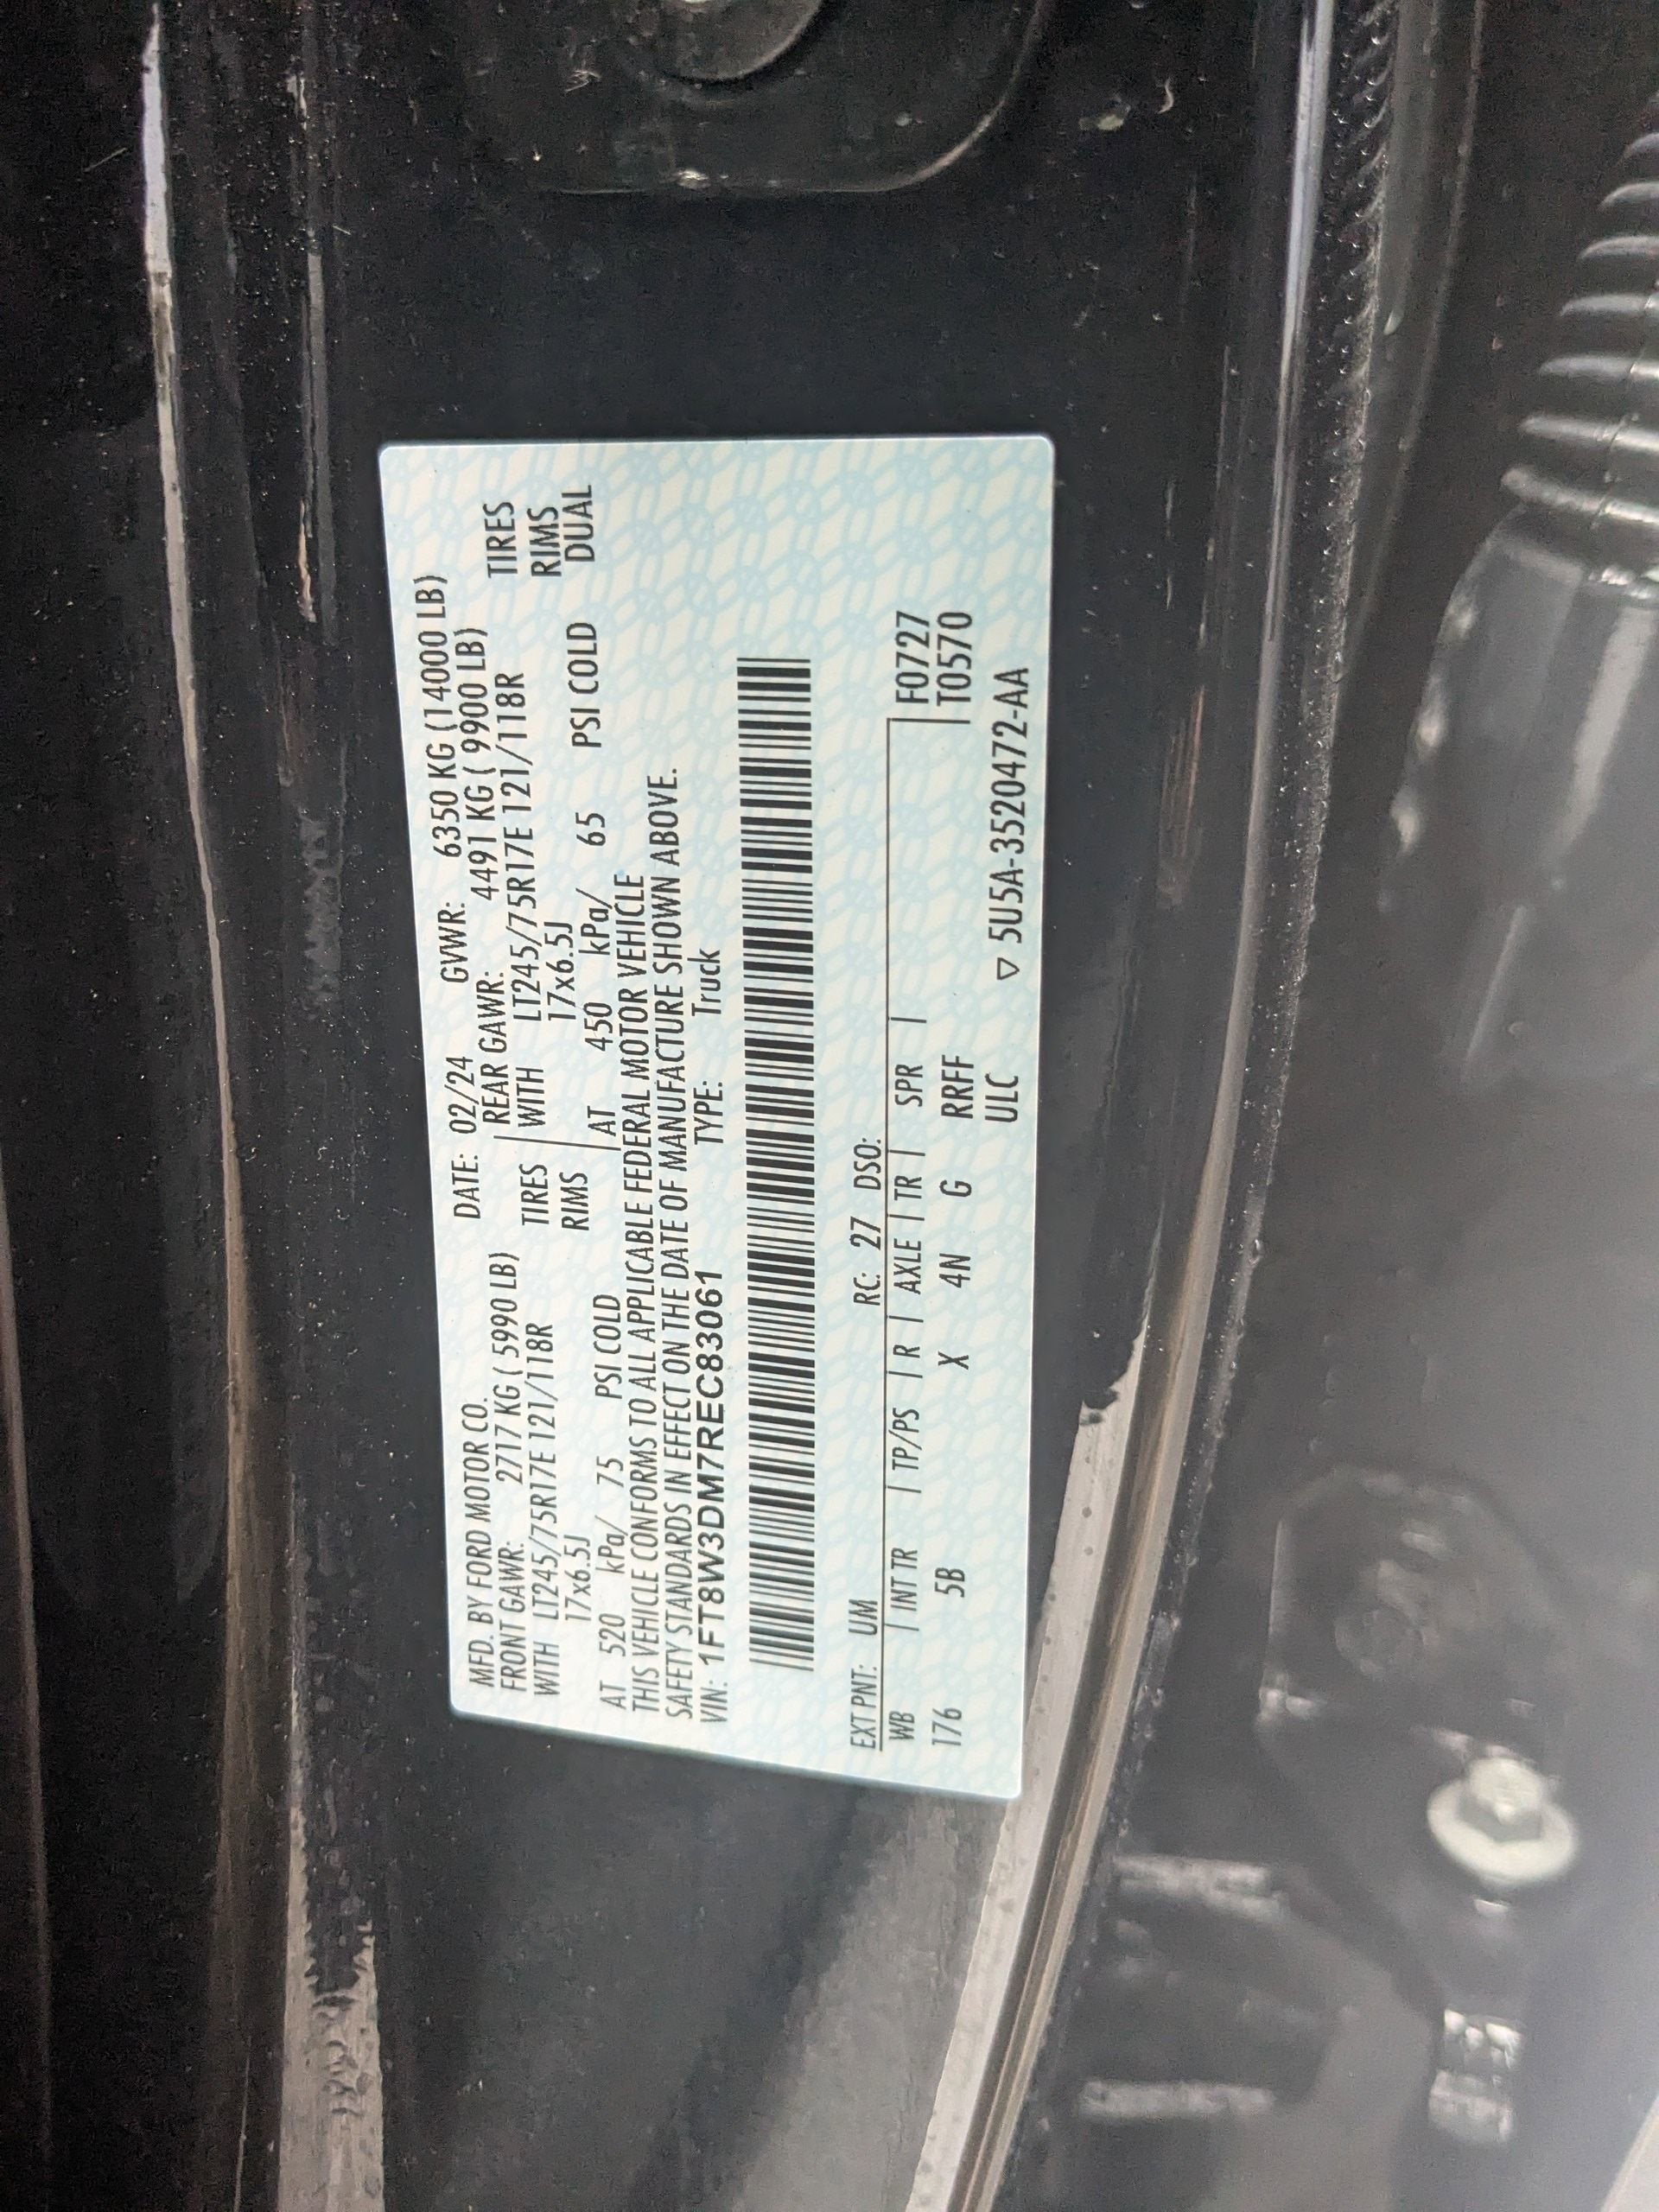 MFD. BY FORD MOTOR CO. DATE: 02/24 GVWR: 6350 KG (14000 LB)
FRONT GAWR: 2717 KG ( 5990 LB) REAR GAWR: 4491 KG ( 9900 LB)
WITH LT245/75R17E 121/118R TIRES WITH LT245/75R17E 121/118R TIRES
17x6.5J RIMS 17x6.5J RIMS
AT 520 kPa/ 75 PSI COLD AT 450 kPa/ 65 PSI COLD DUAL
THIS VEHICLE CONFORMS TO ALL APPLICABLE FEDERAL MOTOR VEHICLE
SAFETY STANDARDS IN EFFECT ON THE DATE OF MANUFACTURE SHOWN ABOVE.
VIN: 1FT8W3DM7REC83061 TYPE: Truck
EXT PNT: UM RC: 27 DSO:
WB | INT TR | TP/PS | R | AXLE | TR | SPR | F0727
176 5B X 4N G RRFF T0570
ULC ▽ 5U5A-3520472-AA